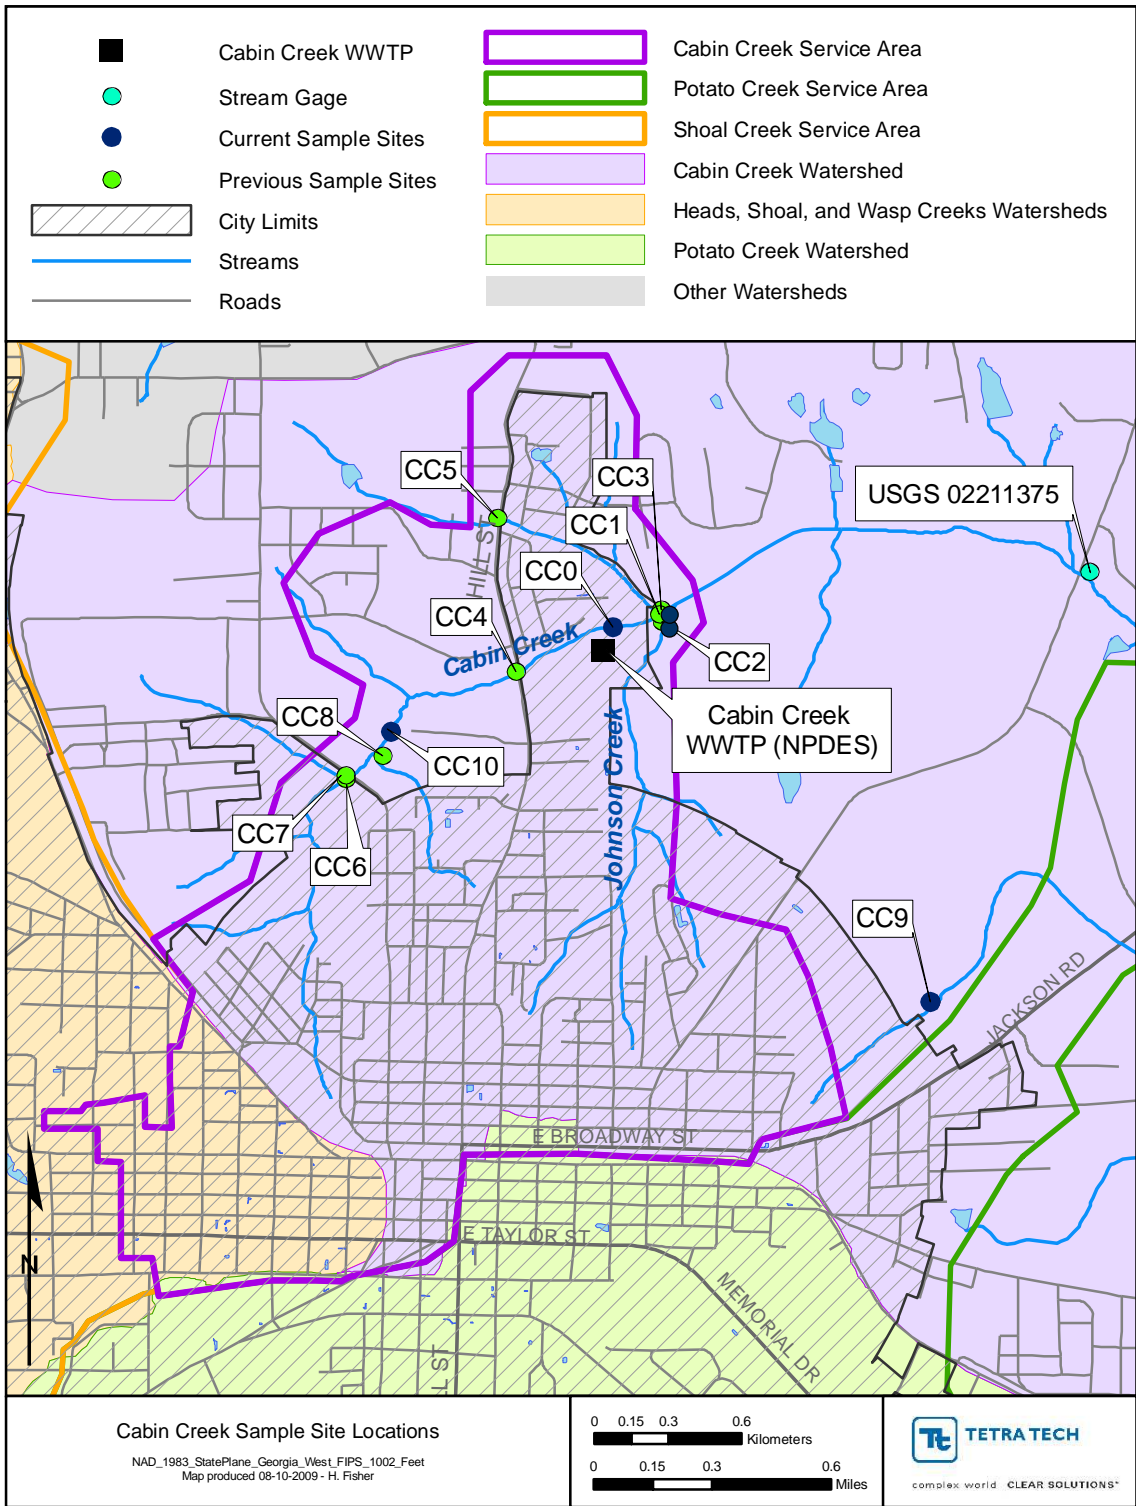 Cabin Creek WWTP
Stream Gage
Current Sample Sites
Previous Sample Sites
City Limits
Streams
Roads
Cabin Creek Service Area
Potato Creek Service Area
Shoal Creek Service Area
Cabin Creek Watershed
Heads, Shoal, and Wasp Creeks Watersheds
Potato Creek Watershed
Other Watersheds
CC5
CC3
USGS 02211375
CC1
HILL ST
CC0
CC4
Cabin Creek
CC2
CC8
Cabin Creek
WWTP (NPDES)
CC10
Johnson Creek
CC7
CC6
CC9
JACKSON RD
E BROADWAY ST
E TAYLOR ST
N
MEMORIAL DR
L ST
Cabin Creek Sample Site Locations
NAD_1983_StatePlane_Georgia_West_FIPS_1002_Feet
Map produced 08-10-2009 - H. Fisher
0 0.15 0.3 0.6
Kilometers
0 0.15 0.3 0.6
Miles
Tt TETRA TECH
complex world CLEAR SOLUTIONS™